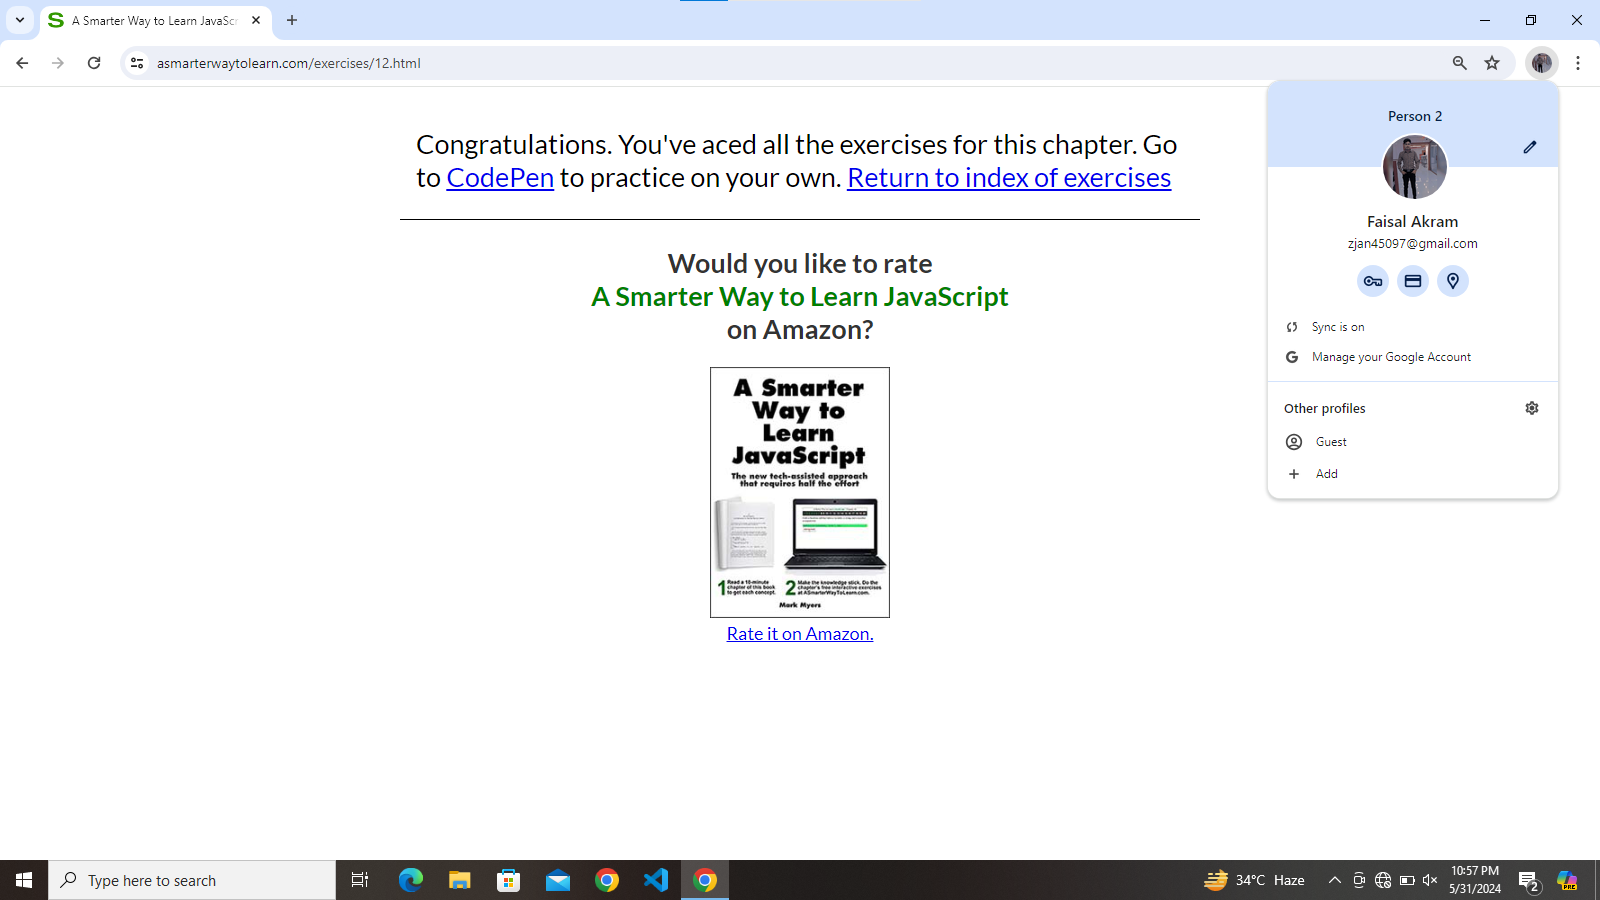 A Smarter Way to Learn JavaScr
asmarterwaytolearn.com/exercises/12.html
Congratulations. You've aced all the exercises for this chapter. Go
to CodePen to practice on your own. Return to index of exercises
Would you like to rate
A Smarter Way to Learn JavaScript
on Amazon?
A Smarter
Way to
Learn
JavaScript
The new tech-assisted approach
that requires half the effort
1 Read a 10-minute
chapter of this book
to get each concept.
2 Make the knowledge stick. Do the
chapter's free interactive exercises
at ASmarterWayToLearn.com.
Mark Myers
Rate it on Amazon.
Person 2
Faisal Akram
zjan45097@gmail.com
Sync is on
Manage your Google Account
Other profiles
Guest
Add
Type here to search
34°C Haze
10:57 PM
5/31/2024
2
PRE